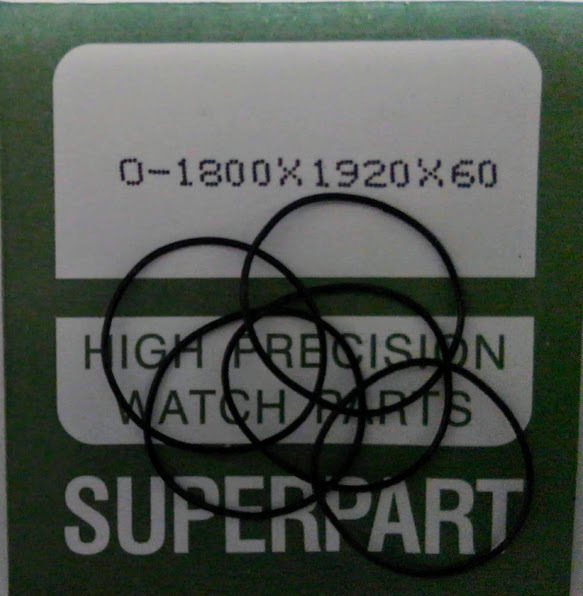 O-1800X1920X60
HIGH PRECISION
WATCH PARTS
SUPERPART